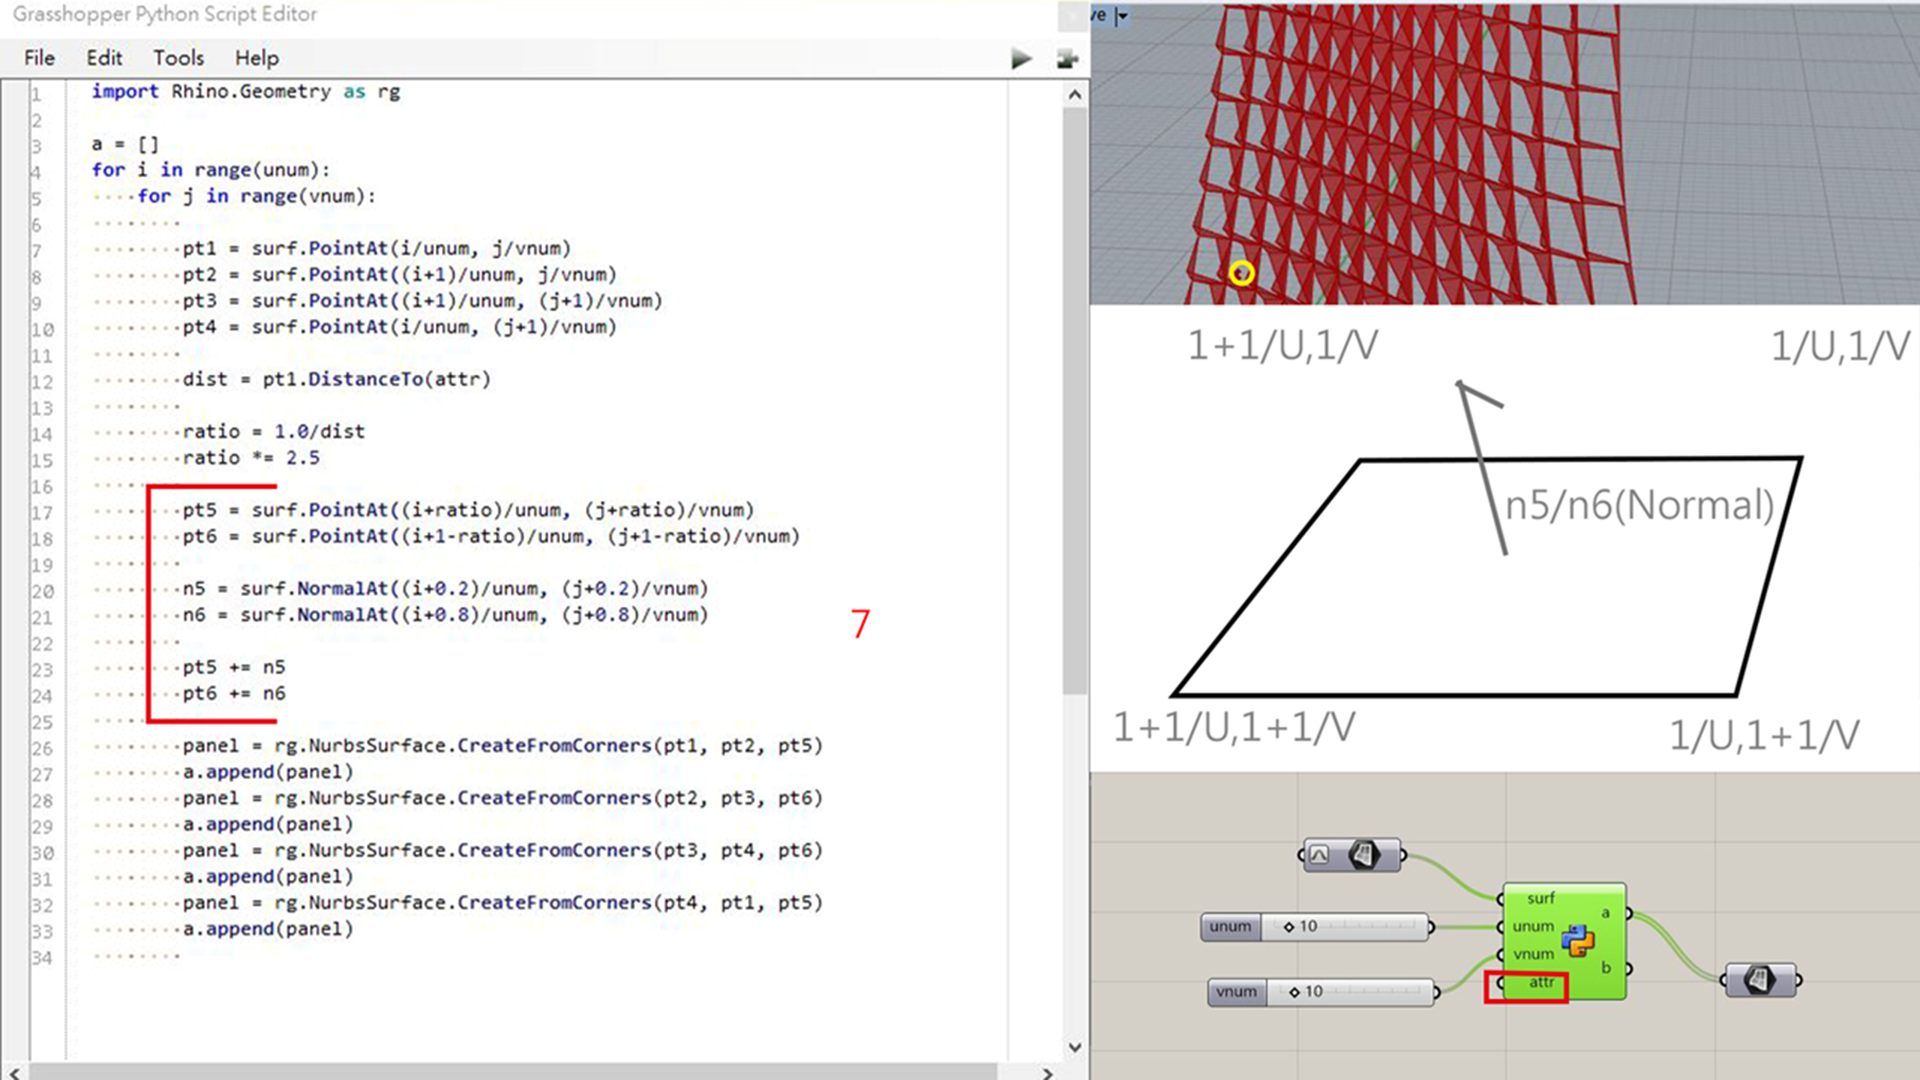 Grasshopper Python Script Editor
File Edit Tools Help
1 import Rhino.Geometry as rg
2
3 a = []
4 for i in range(unum):
5 for j in range(vnum):
6
7 pt1 = surf.PointAt(i/unum, j/vnum)
8 pt2 = surf.PointAt((i+1)/unum, j/vnum)
9 pt3 = surf.PointAt((i+1)/unum, (j+1)/vnum)
10 pt4 = surf.PointAt(i/unum, (j+1)/vnum)
11
12 dist = pt1.DistanceTo(attr)
13
14 ratio = 1.0/dist
15 ratio *= 2.5
16
17 pt5 = surf.PointAt((i+ratio)/unum, (j+ratio)/vnum)
18 pt6 = surf.PointAt((i+1-ratio)/unum, (j+1-ratio)/vnum)
19
20 n5 = surf.NormalAt((i+0.2)/unum, (j+0.2)/vnum)
21 n6 = surf.NormalAt((i+0.8)/unum, (j+0.8)/vnum)
22
23 pt5 += n5
24 pt6 += n6
25
26 panel = rg.NurbsSurface.CreateFromCorners(pt1, pt2, pt5)
27 a.append(panel)
28 panel = rg.NurbsSurface.CreateFromCorners(pt2, pt3, pt6)
29 a.append(panel)
30 panel = rg.NurbsSurface.CreateFromCorners(pt3, pt4, pt6)
31 a.append(panel)
32 panel = rg.NurbsSurface.CreateFromCorners(pt4, pt1, pt5)
33 a.append(panel)
34
7
ve
1+1/U,1/V
1/U,1/V
n5/n6(Normal)
1+1/U,1+1/V
1/U,1+1/V
surf
a
unum 10
unum
vnum
b
vnum 10
attr